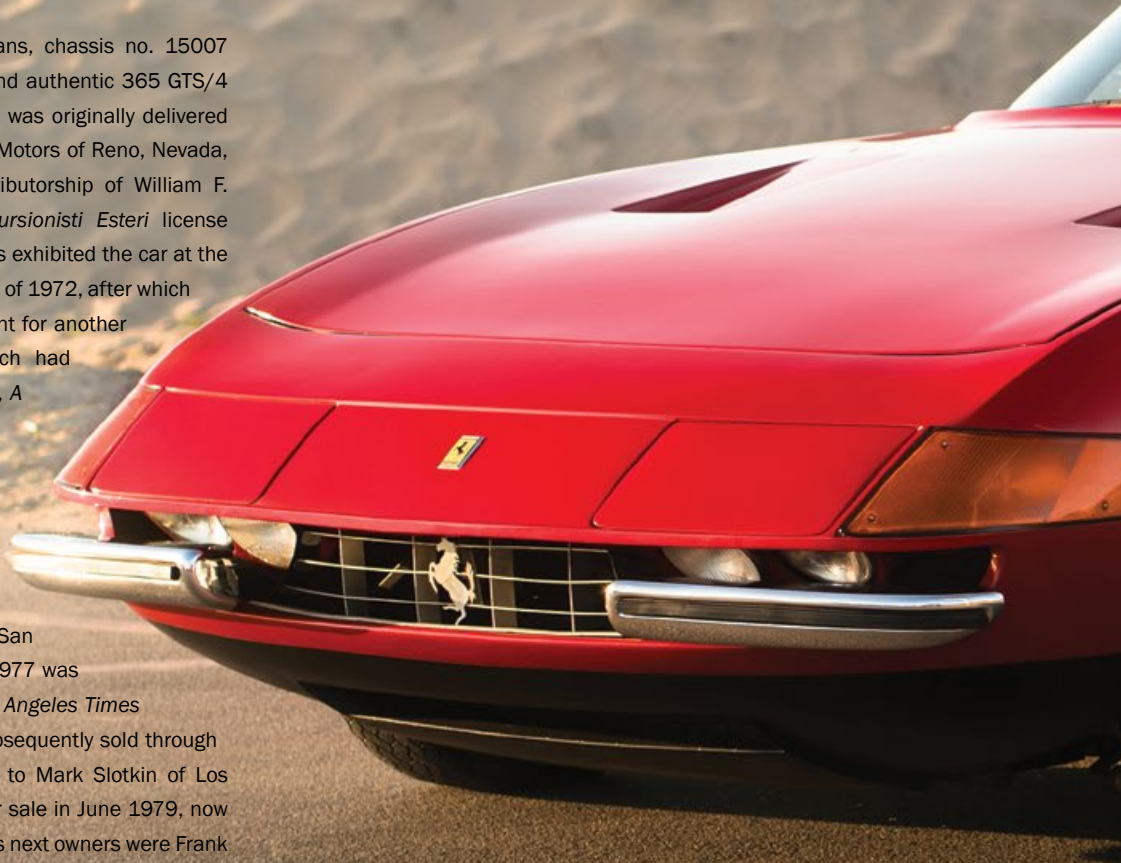 ans, chassis no. 15007
nd authentic 365 GTS/4
was originally delivered
Motors of Reno, Nevada,
ributorship of William F.
ursionisti Esteri license
s exhibited the car at the
of 1972, after which
nt for another
ch had
, A
San
977 was
Angeles Times
osequently sold through
to Mark Slotkin of Los
r sale in June 1979, now
s next owners were Frank